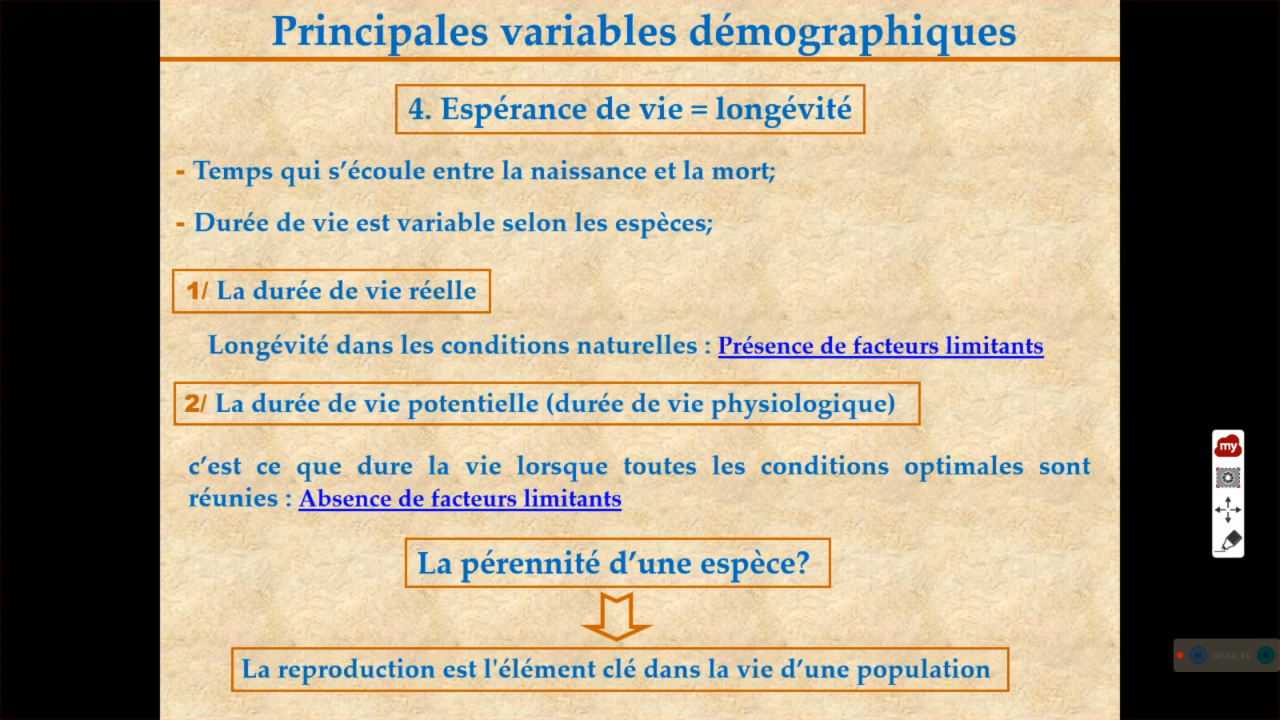 Principales variables démographiques
4. Espérance de vie = longévité
- Temps qui s’écoule entre la naissance et la mort;
- Durée de vie est variable selon les espèces;
1/ La durée de vie réelle
Longévité dans les conditions naturelles : Présence de facteurs limitants
2/ La durée de vie potentielle (durée de vie physiologique)
c’est ce que dure la vie lorsque toutes les conditions optimales sont
réunies : Absence de facteurs limitants
La pérennité d’une espèce?
La reproduction est l'élément clé dans la vie d’une population
my